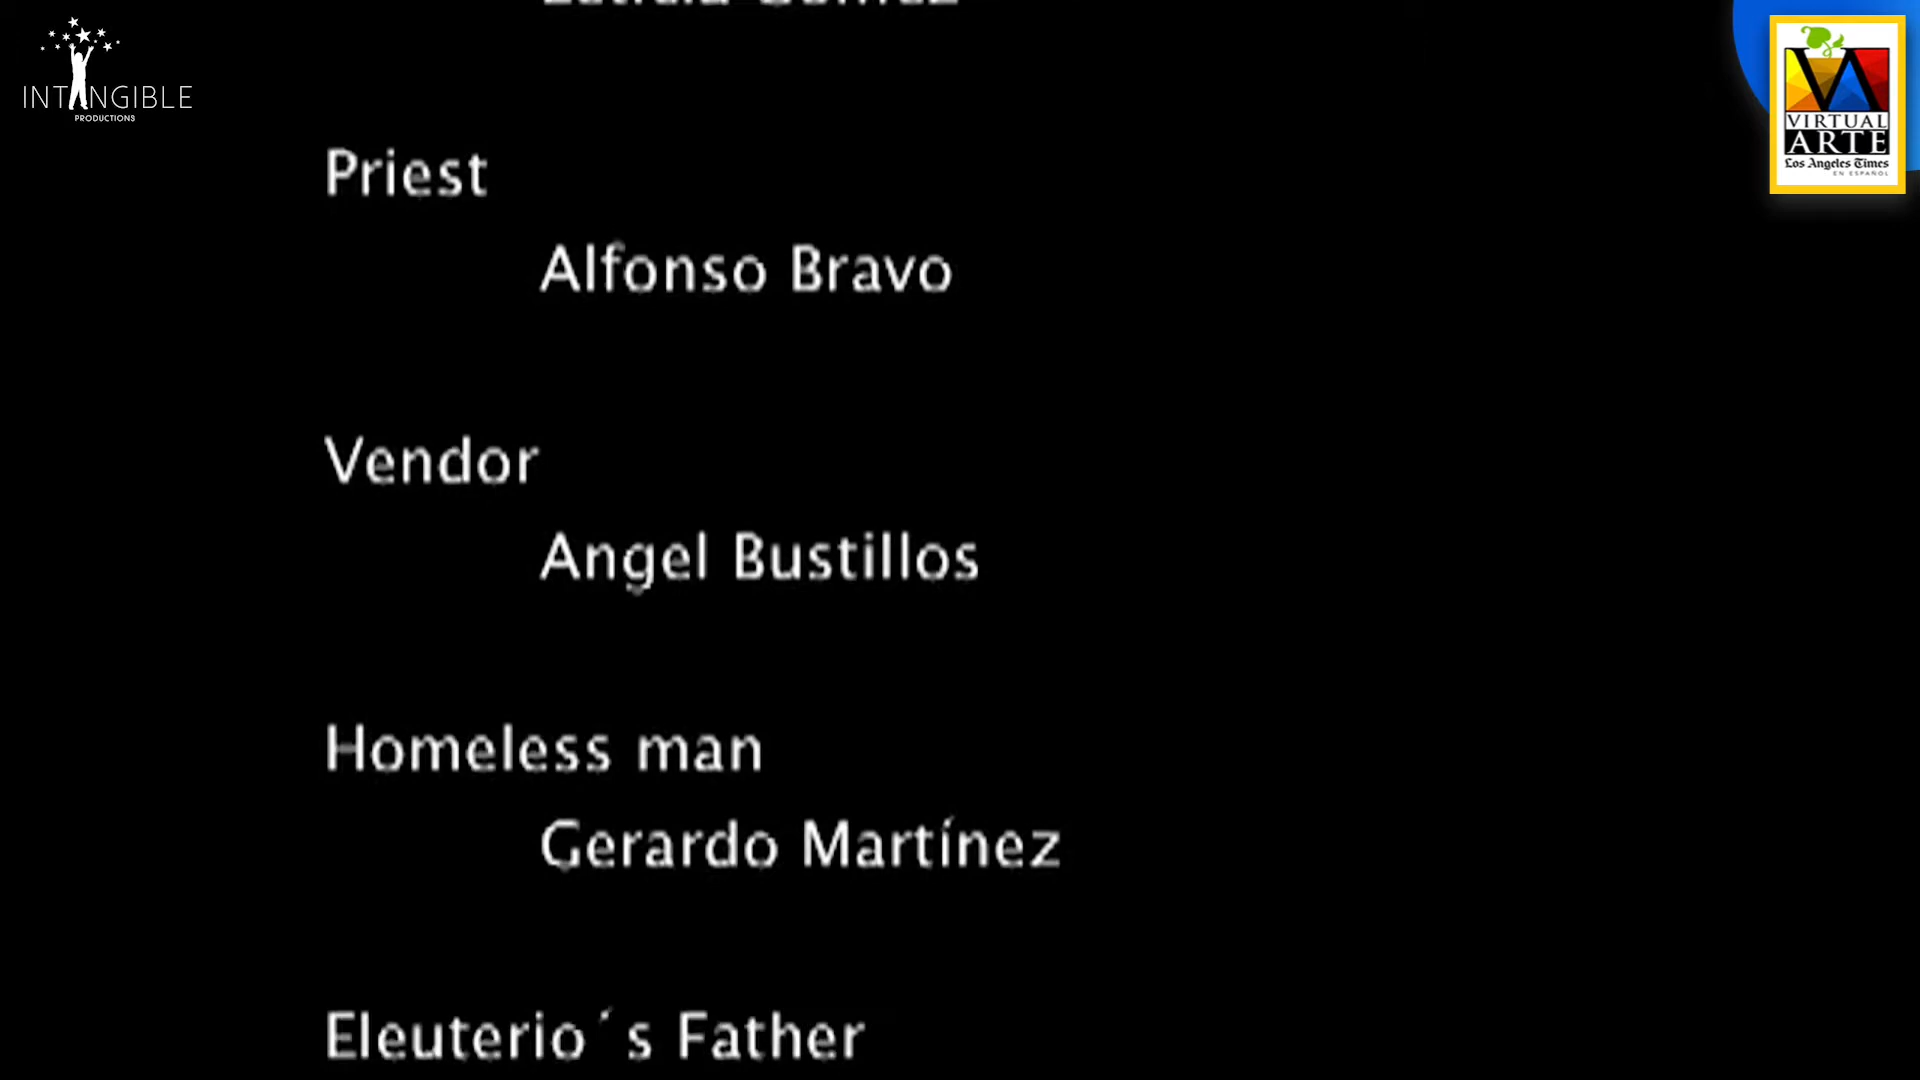 INTANGIBLE
PRODUCTIONS
VA
VIRTUAL
ARTE
Los Angeles Times
EN ESPAÑOL
Priest
Alfonso Bravo
Vendor
Angel Bustillos
Homeless man
Gerardo Martínez
Eleuterio´s Father